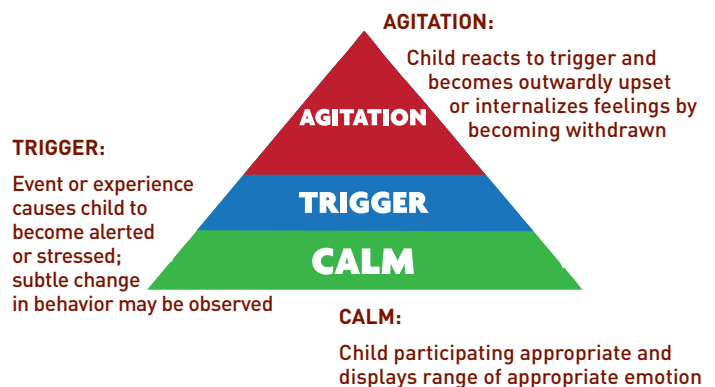 AGITATION:
Child reacts to trigger and
becomes outwardly upset
or internalizes feelings by
becoming withdrawn
AGITATION
TRIGGER:
Event or experience
causes child to
become alerted
or stressed;
subtle change
in behavior may be observed
TRIGGER
CALM
CALM:
Child participating appropriate and
displays range of appropriate emotion